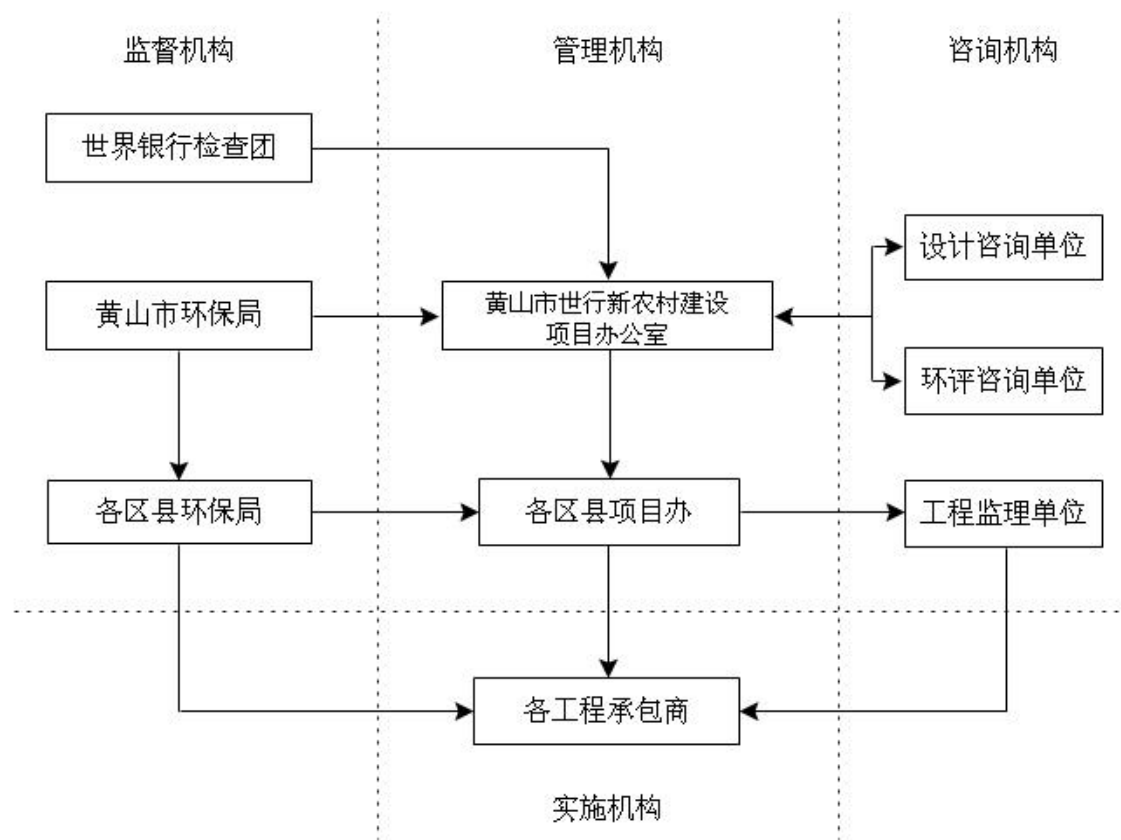 监督机构
管理机构
咨询机构
世界银行检查团
设计咨询单位
黄山市环保局
黄山市世行新农村建设
项目办公室
环评咨询单位
各区县环保局
各区县项目办
工程监理单位
各工程承包商
实施机构